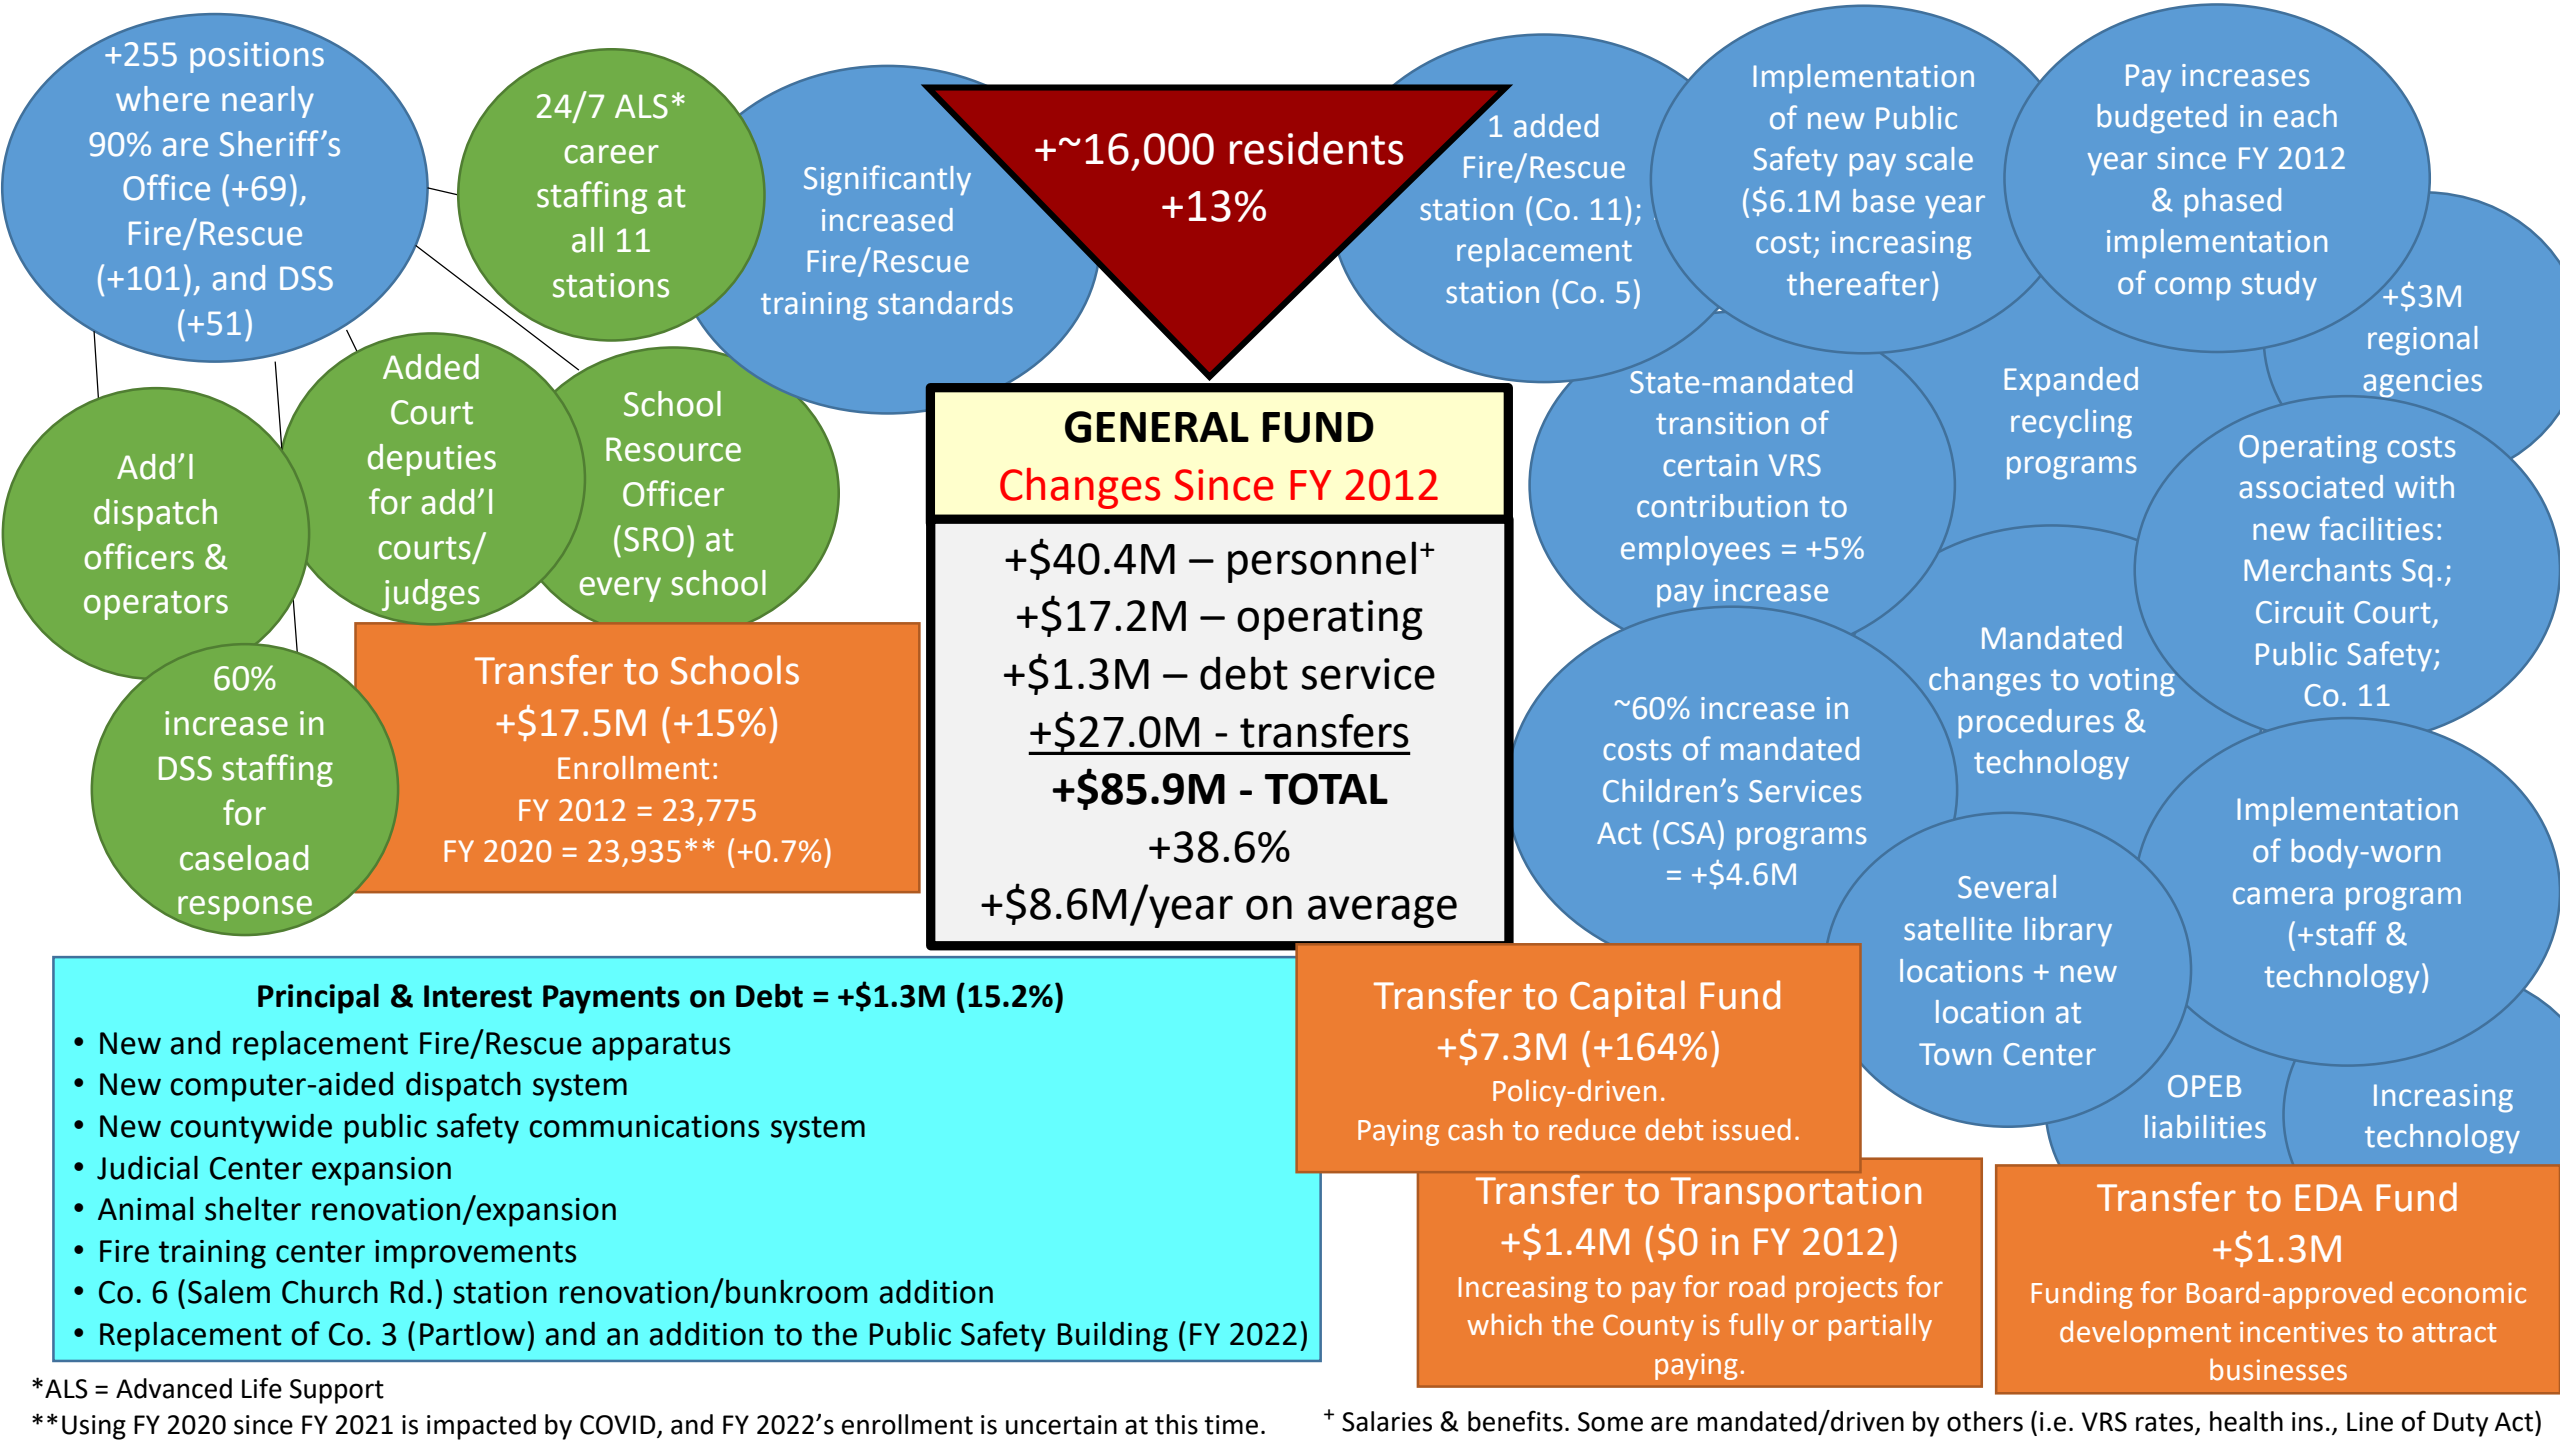 +255 positions
where nearly
90% are Sheriff's
Office (+69),
Fire/Rescue
(+101), and DSS
(+51)
24/7 ALS*
career
staffing at
all 11
stations
Significantly
increased
Fire/Rescue
training standards
+~16,000 residents
+13%
1 added
Fire/Rescue
station (Co. 11);
replacement
station (Co. 5)
Implementation
of new Public
Safety pay scale
($6.1M base year
cost; increasing
thereafter)
Pay increases
budgeted in each
year since FY 2012
& phased
implementation
of comp study
+$3M
regional
agencies
Add'l
dispatch
officers &
operators
Added
Court
deputies
for add'l
courts/
judges
School
Resource
Officer
(SRO) at
every school
GENERAL FUND
Changes Since FY 2012
+$40.4M – personnel+
+$17.2M – operating
+$1.3M – debt service
+$27.0M - transfers
+$85.9M - TOTAL
+38.6%
+$8.6M/year on average
State-mandated
transition of
certain VRS
contribution to
employees = +5%
pay increase
Expanded
recycling
programs
Operating costs
associated with
new facilities:
Merchants Sq.;
Circuit Court,
Public Safety;
Co. 11
60%
increase in
DSS staffing
for
caseload
response
Transfer to Schools
+$17.5M (+15%)
Enrollment:
FY 2012 = 23,775
FY 2020 = 23,935** (+0.7%)
~60% increase in
costs of mandated
Children's Services
Act (CSA) programs
= +$4.6M
Mandated
changes to voting
procedures &
technology
Several
satellite library
locations + new
location at
Town Center
Implementation
of body-worn
camera program
(+staff &
technology)
OPEB
liabilities
Increasing
technology
Principal & Interest Payments on Debt = +$1.3M (15.2%)
• New and replacement Fire/Rescue apparatus
• New computer-aided dispatch system
• New countywide public safety communications system
• Judicial Center expansion
• Animal shelter renovation/expansion
• Fire training center improvements
• Co. 6 (Salem Church Rd.) station renovation/bunkroom addition
• Replacement of Co. 3 (Partlow) and an addition to the Public Safety Building (FY 2022)
Transfer to Capital Fund
+$7.3M (+164%)
Policy-driven.
Paying cash to reduce debt issued.
Transfer to Transportation
+$1.4M ($0 in FY 2012)
Increasing to pay for road projects for
which the County is fully or partially
paying.
Transfer to EDA Fund
+$1.3M
Funding for Board-approved economic
development incentives to attract
businesses
*ALS = Advanced Life Support
**Using FY 2020 since FY 2021 is impacted by COVID, and FY 2022's enrollment is uncertain at this time.
+ Salaries & benefits. Some are mandated/driven by others (i.e. VRS rates, health ins., Line of Duty Act)